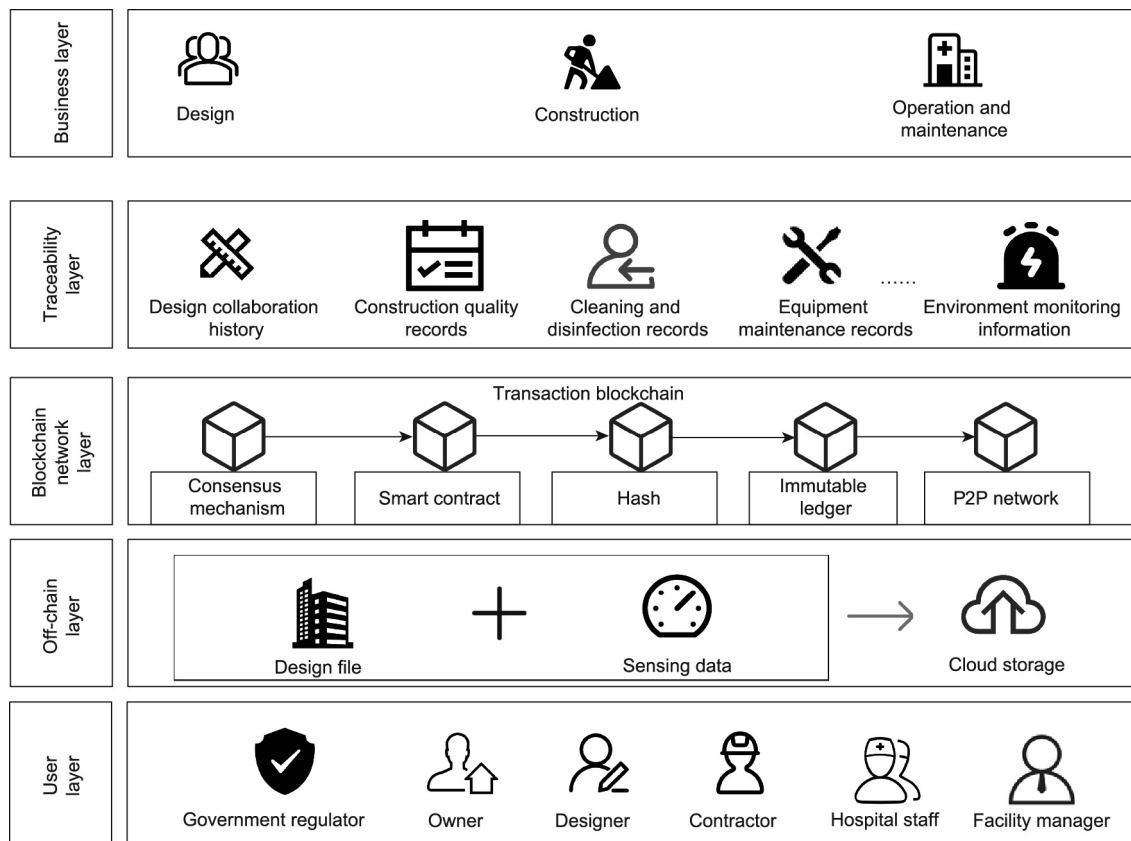 Business layer
Design
Construction
Operation and
maintenance
Traceability
layer
Design collaboration
history
Construction quality
records
Cleaning and
disinfection records
Equipment
maintenance records
......
Environment monitoring
information
Blockchain
network
layer
Transaction blockchain
Consensus
mechanism
Smart contract
Hash
Immutable
ledger
P2P network
Off-chain
layer
Design file
Sensing data
Cloud storage
User
layer
Government regulator
Owner
Designer
Contractor
Hospital staff
Facility manager